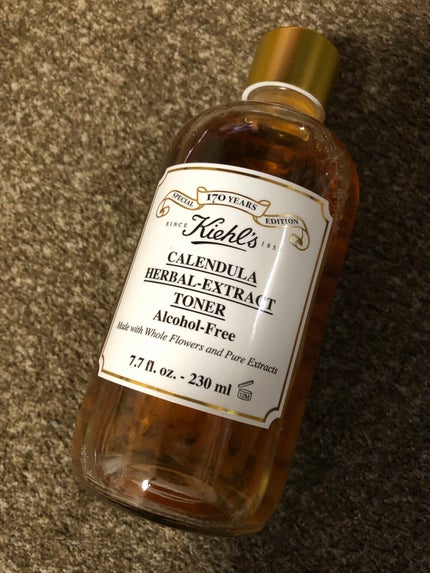 SPECIAL 170 YEARS EDITION
SINCE Kiehl's 185
CALENDULA
HERBAL-EXTRACT
TONER
Alcohol-Free
Made with Whole Flowers and Pure Extracts
7.7 fl. oz. - 230 ml 12M